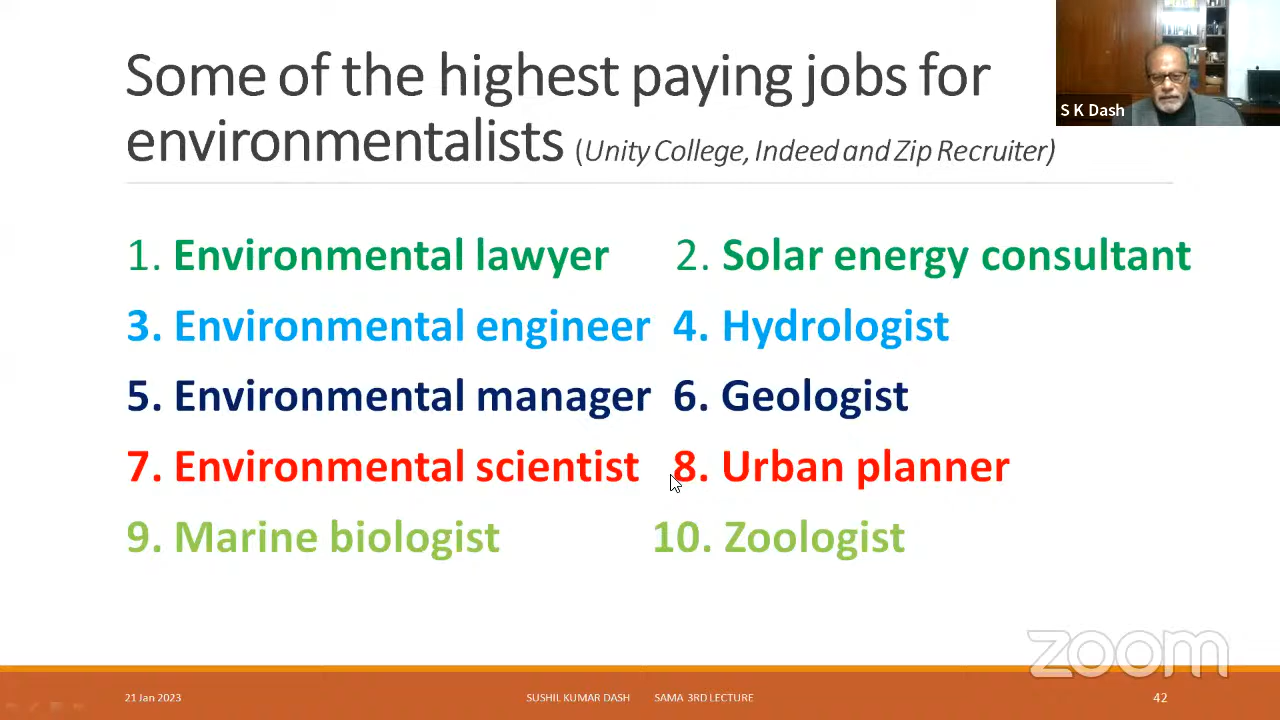 Some of the highest paying jobs for
environmentalists (Unity College, Indeed and Zip Recruiter)
S K Dash
1. Environmental lawyer 2. Solar energy consultant
3. Environmental engineer 4. Hydrologist
5. Environmental manager 6. Geologist
7. Environmental scientist 8. Urban planner
9. Marine biologist 10. Zoologist
zoom
21 Jan 2023 SUSHIL KUMAR DASH SAMA 3RD LECTURE 42